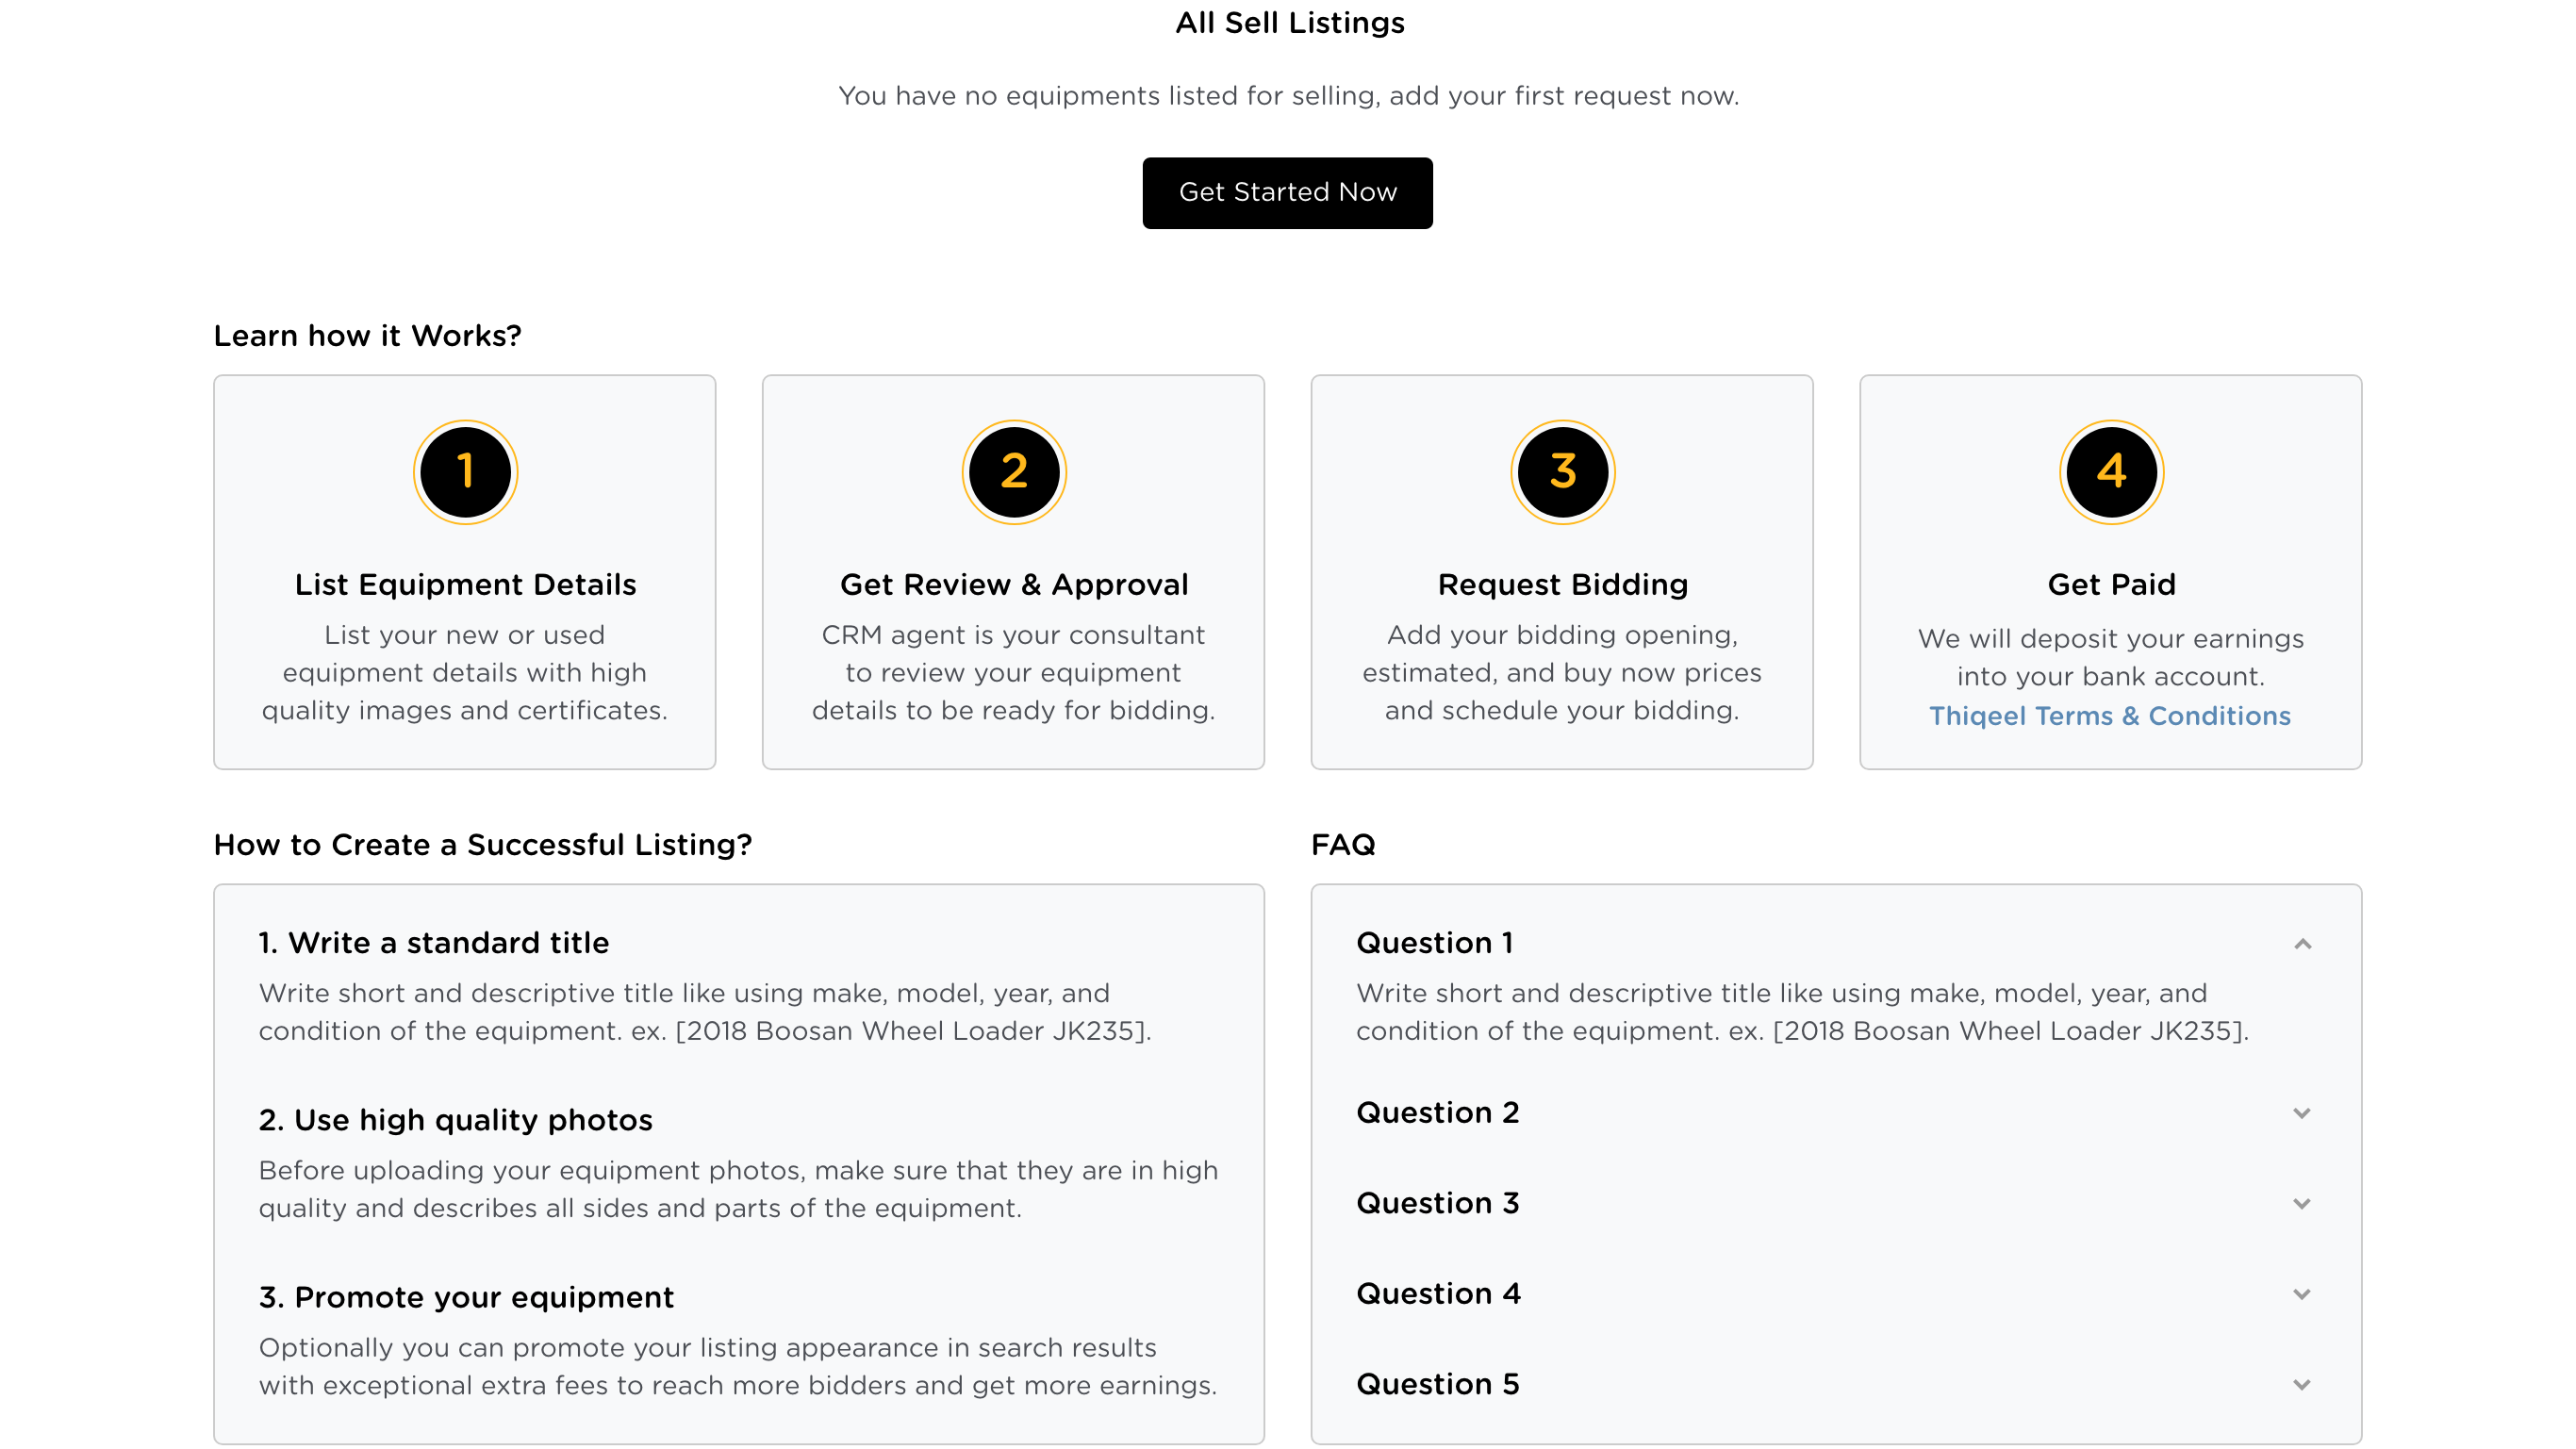 All Sell Listings
You have no equipments listed for selling, add your first request now.
Get Started Now
Learn how it Works?
1
List Equipment Details
List your new or used
equipment details with high
quality images and certificates.
2
Get Review & Approval
CRM agent is your consultant
to review your equipment
details to be ready for bidding.
3
Request Bidding
Add your bidding opening,
estimated, and buy now prices
and schedule your bidding.
4
Get Paid
We will deposit your earnings
into your bank account.
Thiqeel Terms & Conditions
How to Create a Successful Listing?
1. Write a standard title
Write short and descriptive title like using make, model, year, and
condition of the equipment. ex. [2018 Boosan Wheel Loader JK235].
2. Use high quality photos
Before uploading your equipment photos, make sure that they are in high
quality and describes all sides and parts of the equipment.
3. Promote your equipment
Optionally you can promote your listing appearance in search results
with exceptional extra fees to reach more bidders and get more earnings.
FAQ
Question 1
Write short and descriptive title like using make, model, year, and
condition of the equipment. ex. [2018 Boosan Wheel Loader JK235].
Question 2
Question 3
Question 4
Question 5